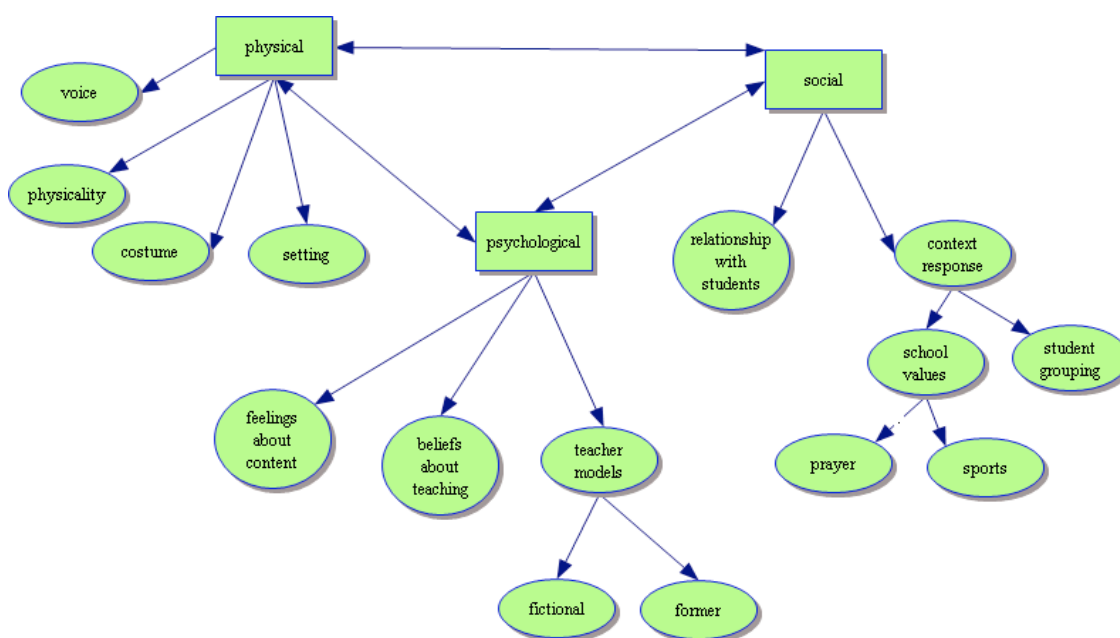 physical
social
voice
physicality
costume
setting
psychological
relationship
with
students
context
response
school
values
student
grouping
feelings
about
content
beliefs
about
teaching
teacher
models
prayer
sports
fictional
former